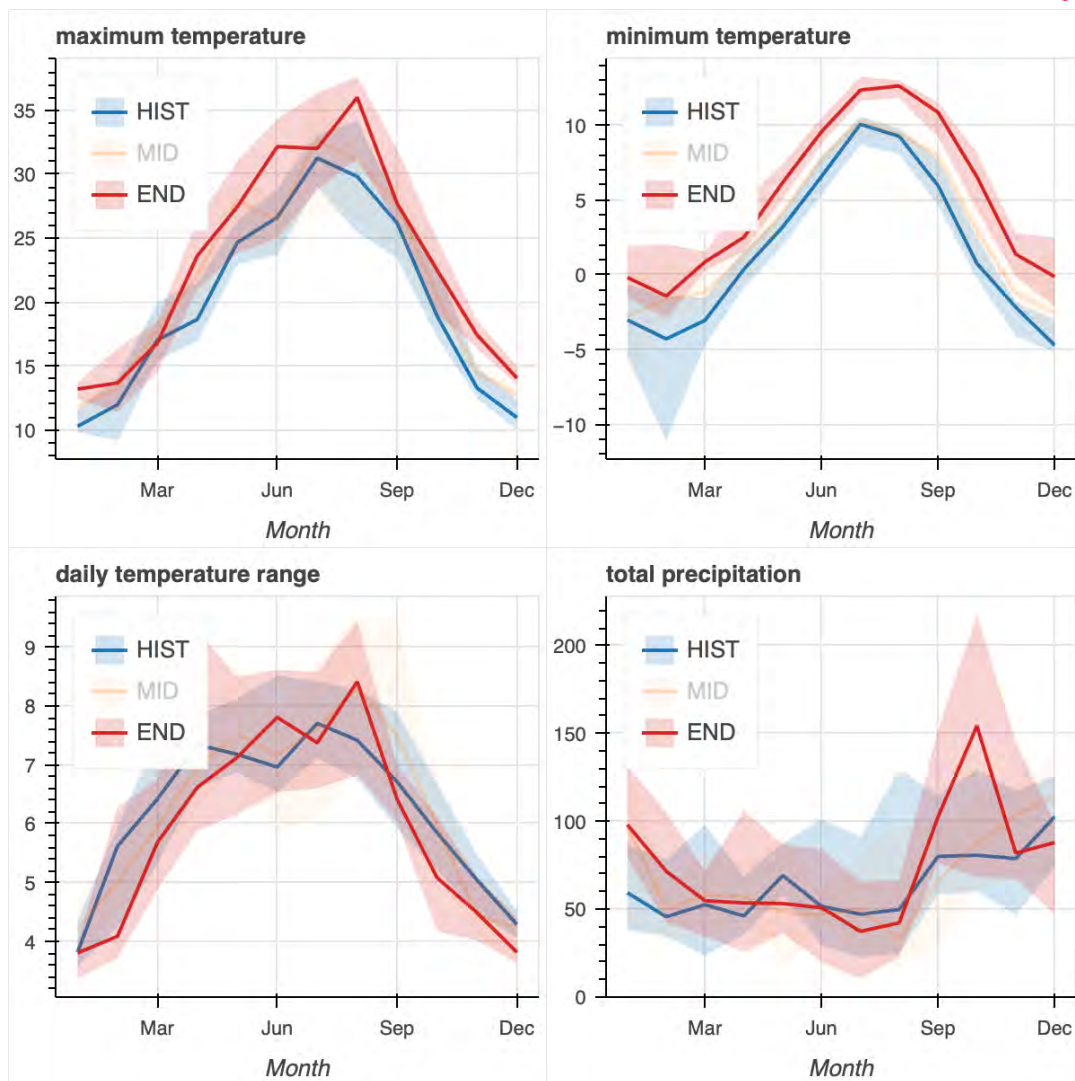 maximum temperature
HIST
MID
END
35
30
25
20
15
10
Mar Jun Sep Dec
Month
minimum temperature
HIST
MID
END
10
5
0
−5
−10
Mar Jun Sep Dec
Month
daily temperature range
HIST
MID
END
9
8
7
6
5
4
Mar Jun Sep Dec
Month
total precipitation
HIST
MID
END
200
150
100
50
0
Mar Jun Sep Dec
Month